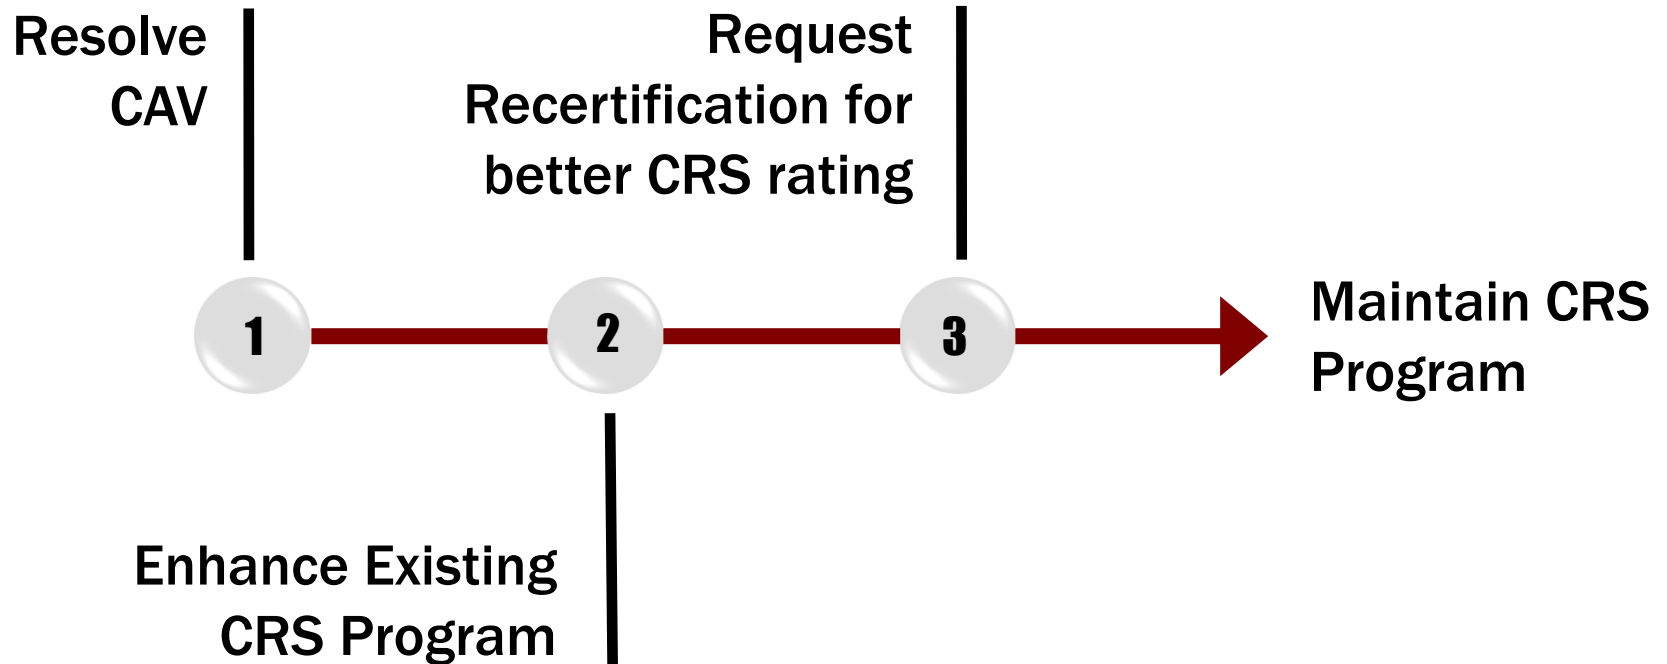 Resolve
CAV
Request
Recertification for
better CRS rating
1
2
3
Maintain CRS
Program
Enhance Existing
CRS Program